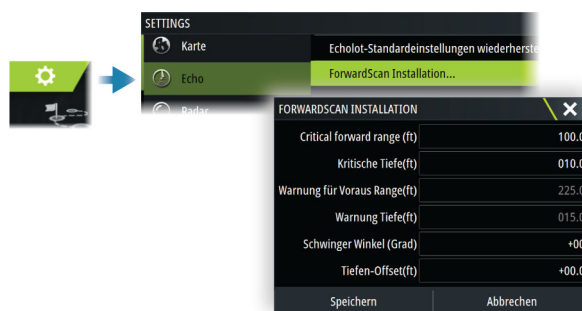 SETTINGS
Karte
Echolot-Standardeinstellungen
Echo
ForwardScan Installation...
Radar
FORWARDSCAN INSTALLATION
Critical forward range (ft) 100.0
Kritische Tiefe(ft) 010.0
Warnung für Voraus Range(ft) 225.0
Warnung Tiefe(ft) 015.0
Schwinger Winkel (Grad) +00
Tiefen-Offset(ft) +00.0
Speichern Abbrechen